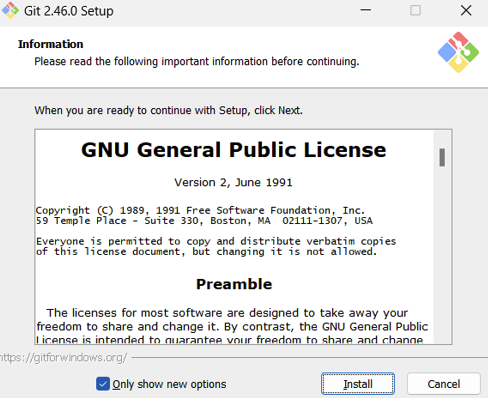 Git 2.46.0 Setup
Information
Please read the following important information before continuing.
When you are ready to continue with Setup, click Next.
GNU General Public License
Version 2, June 1991
Copyright (C) 1989, 1991 Free Software Foundation, Inc.
59 Temple Place - Suite 330, Boston, MA  02111-1307, USA
Everyone is permitted to copy and distribute verbatim copies
of this license document, but changing it is not allowed.
Preamble
The licenses for most software are designed to take away your
freedom to share and change it. By contrast, the GNU General Public
License is intended to guarantee your freedom to share and change
https://gitforwindows.org/
Only show new options
Install
Cancel